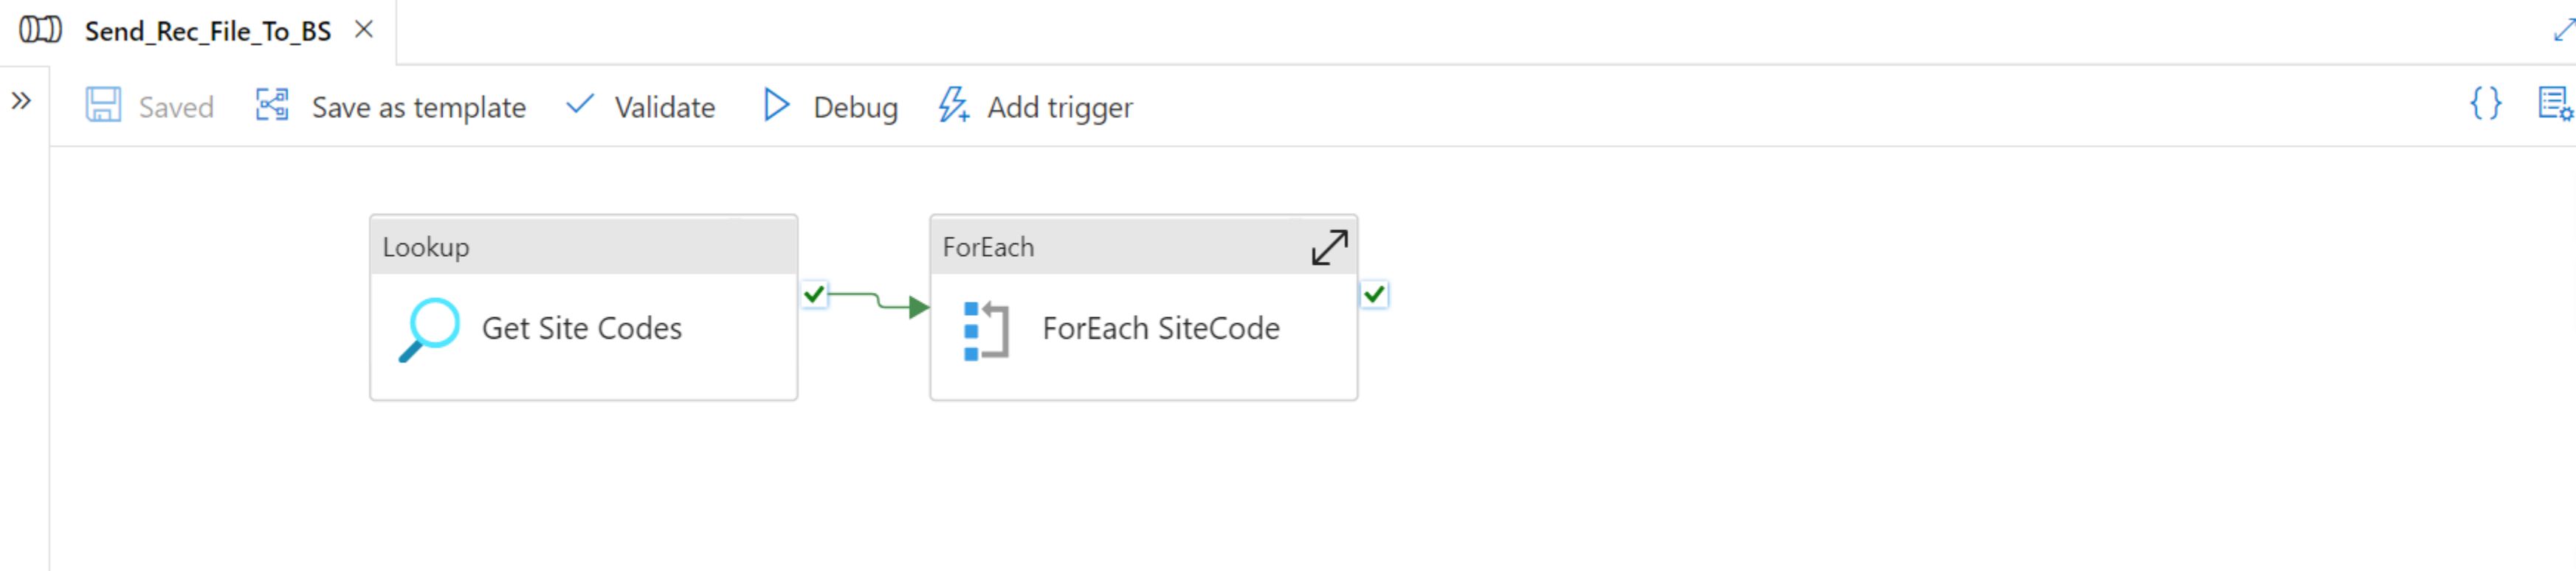 Send_Rec_File_To_BS
Saved Save as template Validate Debug Add trigger
Lookup
Get Site Codes
ForEach
ForEach SiteCode